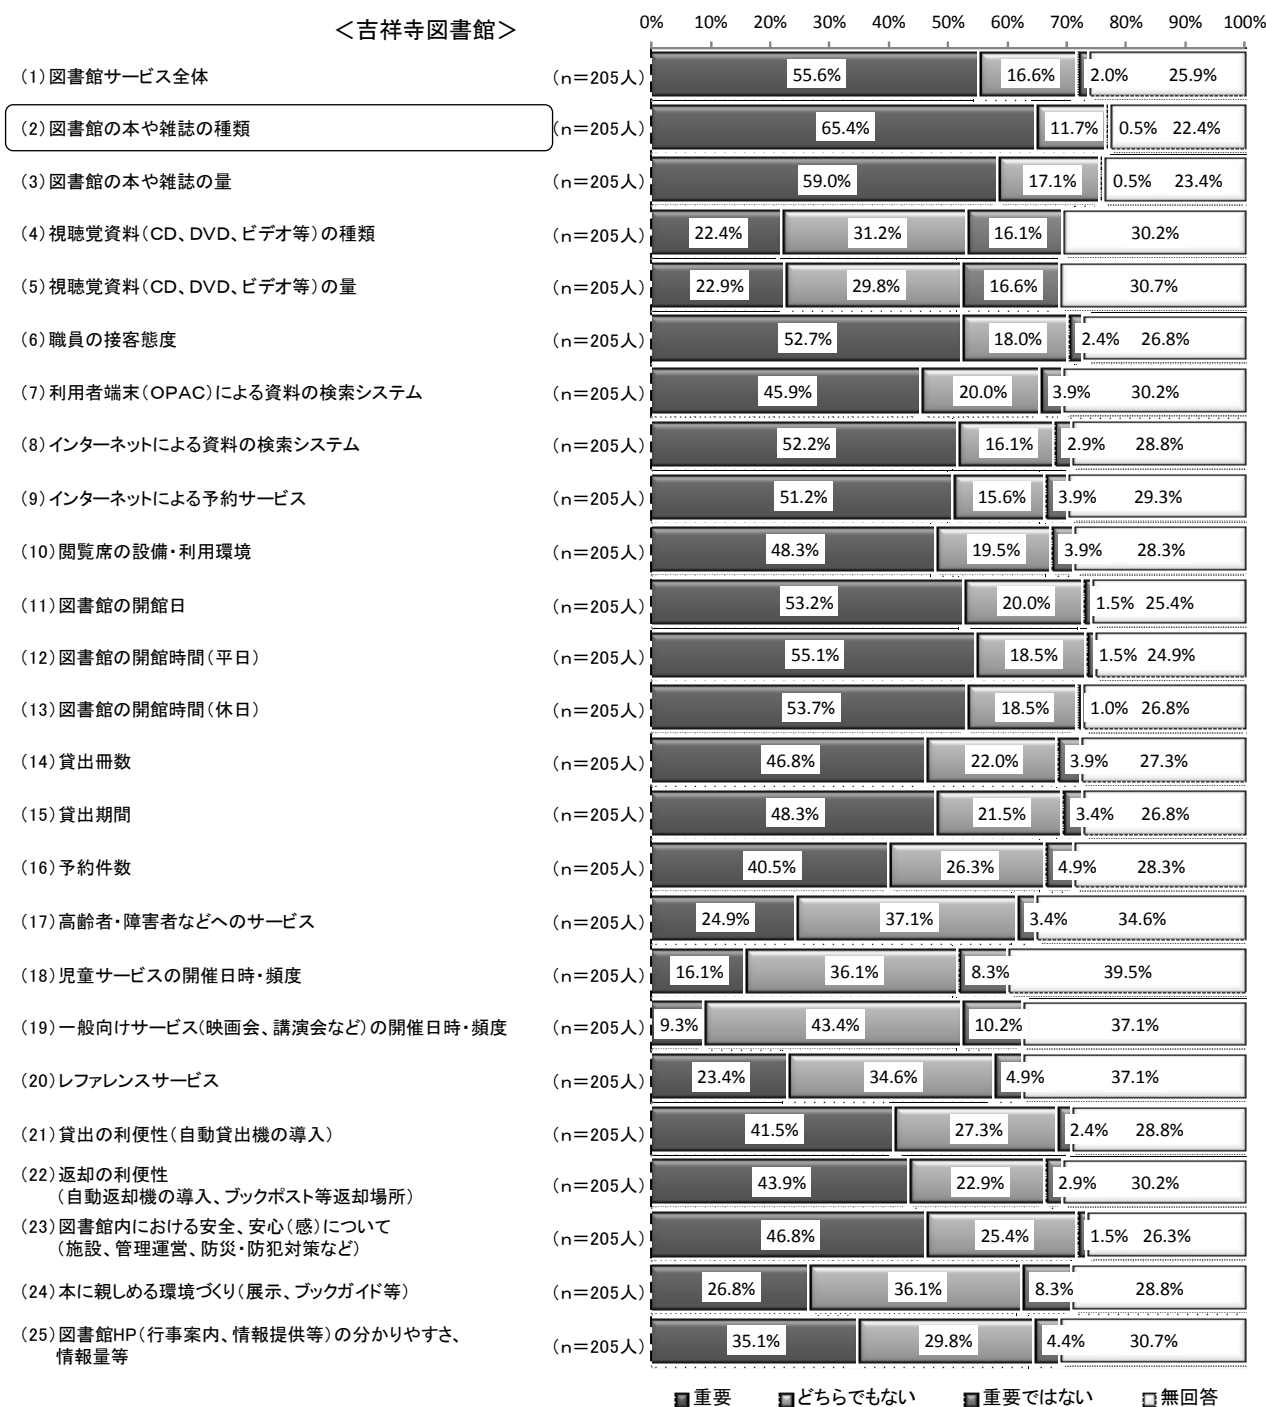 ＜吉祥寺図書館＞
0% 10% 20% 30% 40% 50% 60% 70% 80% 90% 100%
(1)図書館サービス全体 (n=205人) 55.6% 16.6% 2.0% 25.9%
(2)図書館の本や雑誌の種類 (n=205人) 65.4% 11.7% 0.5% 22.4%
(3)図書館の本や雑誌の量 (n=205人) 59.0% 17.1% 0.5% 23.4%
(4)視聴覚資料(CD、DVD、ビデオ等)の種類 (n=205人) 22.4% 31.2% 16.1% 30.2%
(5)視聴覚資料(CD、DVD、ビデオ等)の量 (n=205人) 22.9% 29.8% 16.6% 30.7%
(6)職員の接客態度 (n=205人) 52.7% 18.0% 2.4% 26.8%
(7)利用者端末(OPAC)による資料の検索システム (n=205人) 45.9% 20.0% 3.9% 30.2%
(8)インターネットによる資料の検索システム (n=205人) 52.2% 16.1% 2.9% 28.8%
(9)インターネットによる予約サービス (n=205人) 51.2% 15.6% 3.9% 29.3%
(10)閲覧席の設備・利用環境 (n=205人) 48.3% 19.5% 3.9% 28.3%
(11)図書館の開館日 (n=205人) 53.2% 20.0% 1.5% 25.4%
(12)図書館の開館時間(平日) (n=205人) 55.1% 18.5% 1.5% 24.9%
(13)図書館の開館時間(休日) (n=205人) 53.7% 18.5% 1.0% 26.8%
(14)貸出冊数 (n=205人) 46.8% 22.0% 3.9% 27.3%
(15)貸出期間 (n=205人) 48.3% 21.5% 3.4% 26.8%
(16)予約件数 (n=205人) 40.5% 26.3% 4.9% 28.3%
(17)高齢者・障害者などへのサービス (n=205人) 24.9% 37.1% 3.4% 34.6%
(18)児童サービスの開催日時・頻度 (n=205人) 16.1% 36.1% 8.3% 39.5%
(19)一般向けサービス(映画会、講演会など)の開催日時・頻度 (n=205人) 9.3% 43.4% 10.2% 37.1%
(20)レファレンスサービス (n=205人) 23.4% 34.6% 4.9% 37.1%
(21)貸出の利便性(自動貸出機の導入) (n=205人) 41.5% 27.3% 2.4% 28.8%
(22)返却の利便性
(自動返却機の導入、ブックポスト等返却場所) (n=205人) 43.9% 22.9% 2.9% 30.2%
(23)図書館内における安全、安心(感)について
(施設、管理運営、防災・防犯対策など) (n=205人) 46.8% 25.4% 1.5% 26.3%
(24)本に親しめる環境づくり(展示、ブックガイド等) (n=205人) 26.8% 36.1% 8.3% 28.8%
(25)図書館HP(行事案内、情報提供等)の分かりやすさ、
情報量等 (n=205人) 35.1% 29.8% 4.4% 30.7%
重要 どちらでもない 重要ではない 無回答